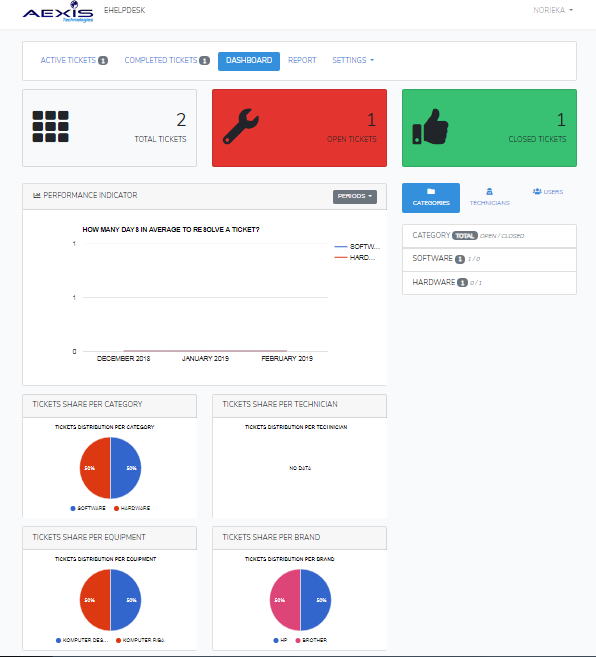 AEXIS
Technologies
EHELPDESK
NORIEKA
ACTIVE TICKETS 1
COMPLETED TICKETS 1
DASHBOARD
REPORT
SETTINGS
2
TOTAL TICKETS
1
OPEN TICKETS
1
CLOSED TICKETS
PERFORMANCE INDICATOR
PERIODS
HOW MANY DAYS IN AVERAGE TO RESOLVE A TICKET?
1
1
0
SOFTW...
HARD...
DECEMBER 2018
JANUARY 2019
FEBRUARY 2019
CATEGORIES
TECHNICIANS
USERS
CATEGORY TOTAL OPEN / CLOSED
SOFTWARE 1 1 / 0
HARDWARE 1 0 / 1
TICKETS SHARE PER CATEGORY
TICKETS DISTRIBUTION PER CATEGORY
50%
50%
SOFTWARE
HARDWARE
TICKETS SHARE PER TECHNICIAN
TICKETS DISTRIBUTION PER TECHNICIAN
NO DATA
TICKETS SHARE PER EQUIPMENT
TICKETS DISTRIBUTION PER EQUIPMENT
50%
50%
KOMPUTER DES...
KOMPUTER RIBA...
TICKETS SHARE PER BRAND
TICKETS DISTRIBUTION PER BRAND
50%
50%
HP
BROTHER